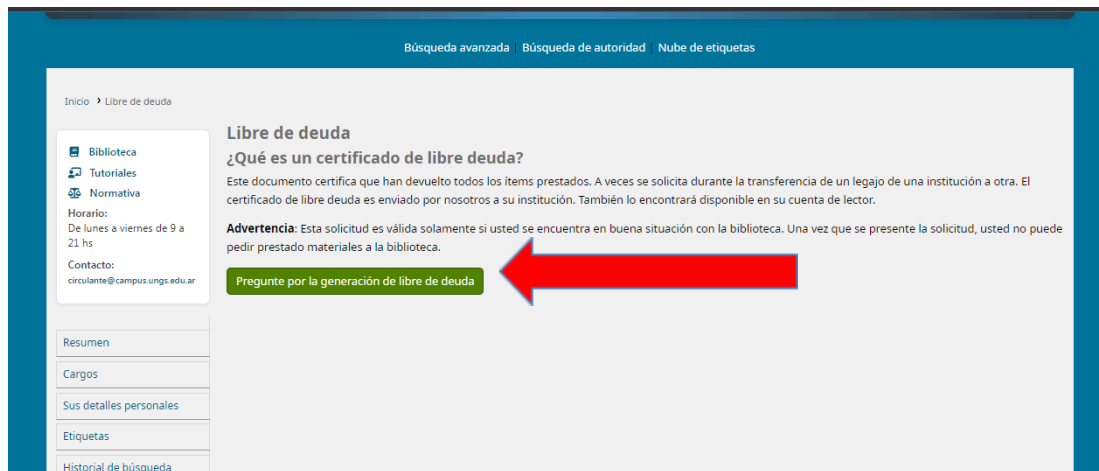 Búsqueda avanzada | Búsqueda de autoridad | Nube de etiquetas
Inicio › Libre de deuda
Biblioteca
Tutoriales
Normativa
Horario:
De lunes a viernes de 9 a
21 hs
Contacto:
circulante@campus.ungs.edu.ar
Resumen
Cargos
Sus detalles personales
Etiquetas
Historial de búsqueda
Libre de deuda
¿Qué es un certificado de libre deuda?
Este documento certifica que han devuelto todos los ítems prestados. A veces se solicita durante la transferencia de un legajo de una institución a otra. El
certificado de libre deuda es enviado por nosotros a su institución. También lo encontrará disponible en su cuenta de lector.
Advertencia: Esta solicitud es válida solamente si usted se encuentra en buena situación con la biblioteca. Una vez que se presente la solicitud, usted no puede
pedir prestado materiales a la biblioteca.
Pregunte por la generación de libre de deuda